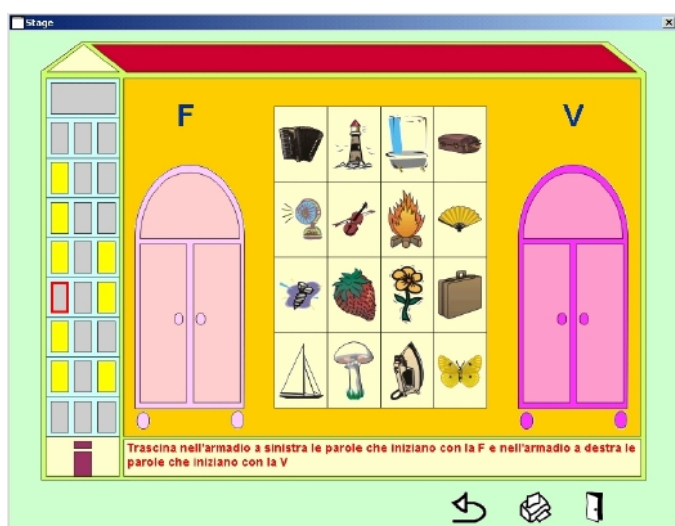 Stage
F
V
Trascina nell'armadio a sinistra le parole che iniziano con la F e nell'armadio a destra le
parole che iniziano con la V